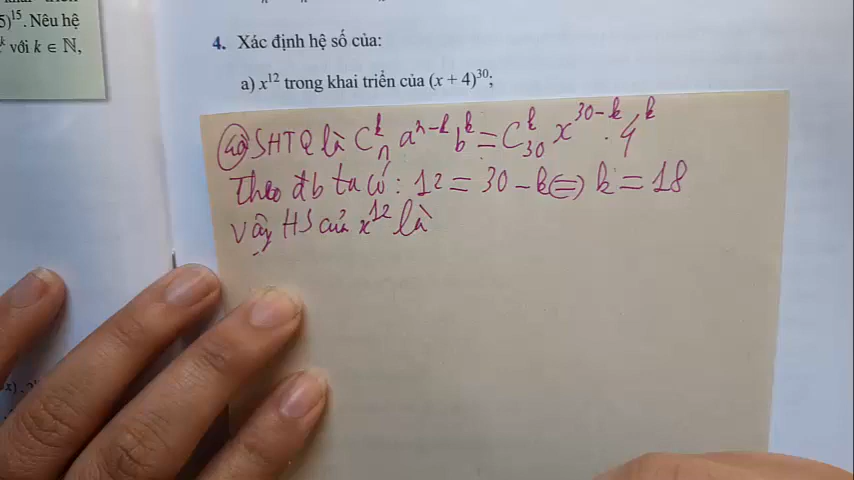 5)¹⁵. Nêu hệ
ᵏ với k ∈ ℕ,
4. Xác định hệ số của:
a) x¹² trong khai triển của (x + 4)³⁰;
4a) SHTQ là Cₙᵏ aⁿ⁻ᵏ bᵏ = C₃₀ᵏ x³⁰⁻ᵏ . 4ᵏ
Theo đb ta có : 12 = 30 - k ⇔ k = 18
Vậy HS của x¹² là